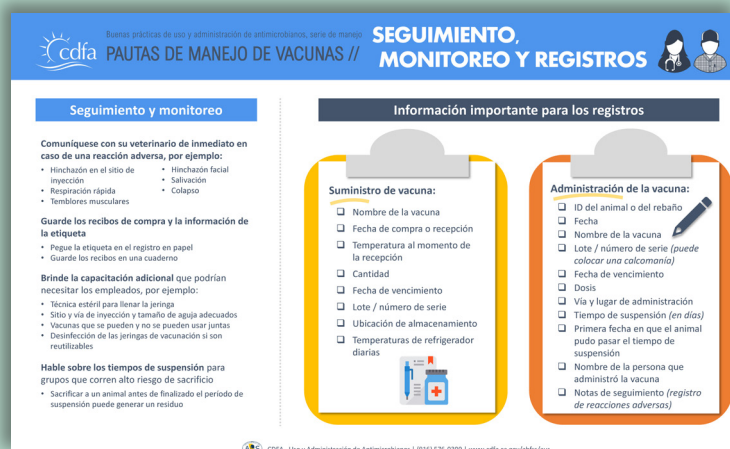 Buenas prácticas de uso y administración de antimicrobianos, serie de manejo
cdfa
PAUTAS DE MANEJO DE VACUNAS //
SEGUIMIENTO,
MONITOREO Y REGISTROS
Seguimiento y monitoreo
Comuníquese con su veterinario de inmediato en
caso de una reacción adversa, por ejemplo:
• Hinchazón en el sitio de
inyección
• Respiración rápida
• Temblores musculares
• Hinchazón facial
• Salivación
• Colapso
Guarde los recibos de compra y la información de
la etiqueta
• Pegue la etiqueta en el registro en papel
• Guarde los recibos en una cuaderno
Brinde la capacitación adicional que podrían
necesitar los empleados, por ejemplo:
• Técnica estéril para llenar la jeringa
• Sitio y vía de inyección y tamaño de aguja adecuados
• Vacunas que se pueden y no se pueden usar juntas
• Desinfección de las jeringas de vacunación si son
reutilizables
Hable sobre los tiempos de suspensión para
grupos que corren alto riesgo de sacrificio
• Sacrificar a un animal antes de finalizado el período de
suspensión puede generar un residuo
Información importante para los registros
Suministro de vacuna:
❑ Nombre de la vacuna
❑ Fecha de compra o recepción
❑ Temperatura al momento de
la recepción
❑ Cantidad
❑ Fecha de vencimiento
❑ Lote / número de serie
❑ Ubicación de almacenamiento
❑ Temperaturas de refrigerador
diarias
Administración de la vacuna:
❑ ID del animal o del rebaño
❑ Fecha
❑ Nombre de la vacuna
❑ Lote / número de serie (puede
colocar una calcomanía)
❑ Fecha de vencimiento
❑ Dosis
❑ Vía y lugar de administración
❑ Tiempo de suspensión (en días)
❑ Primera fecha en que el animal
pudo pasar el tiempo de
suspensión
❑ Nombre de la persona que
administró la vacuna
❑ Notas de seguimiento (registro
de reacciones adversas)